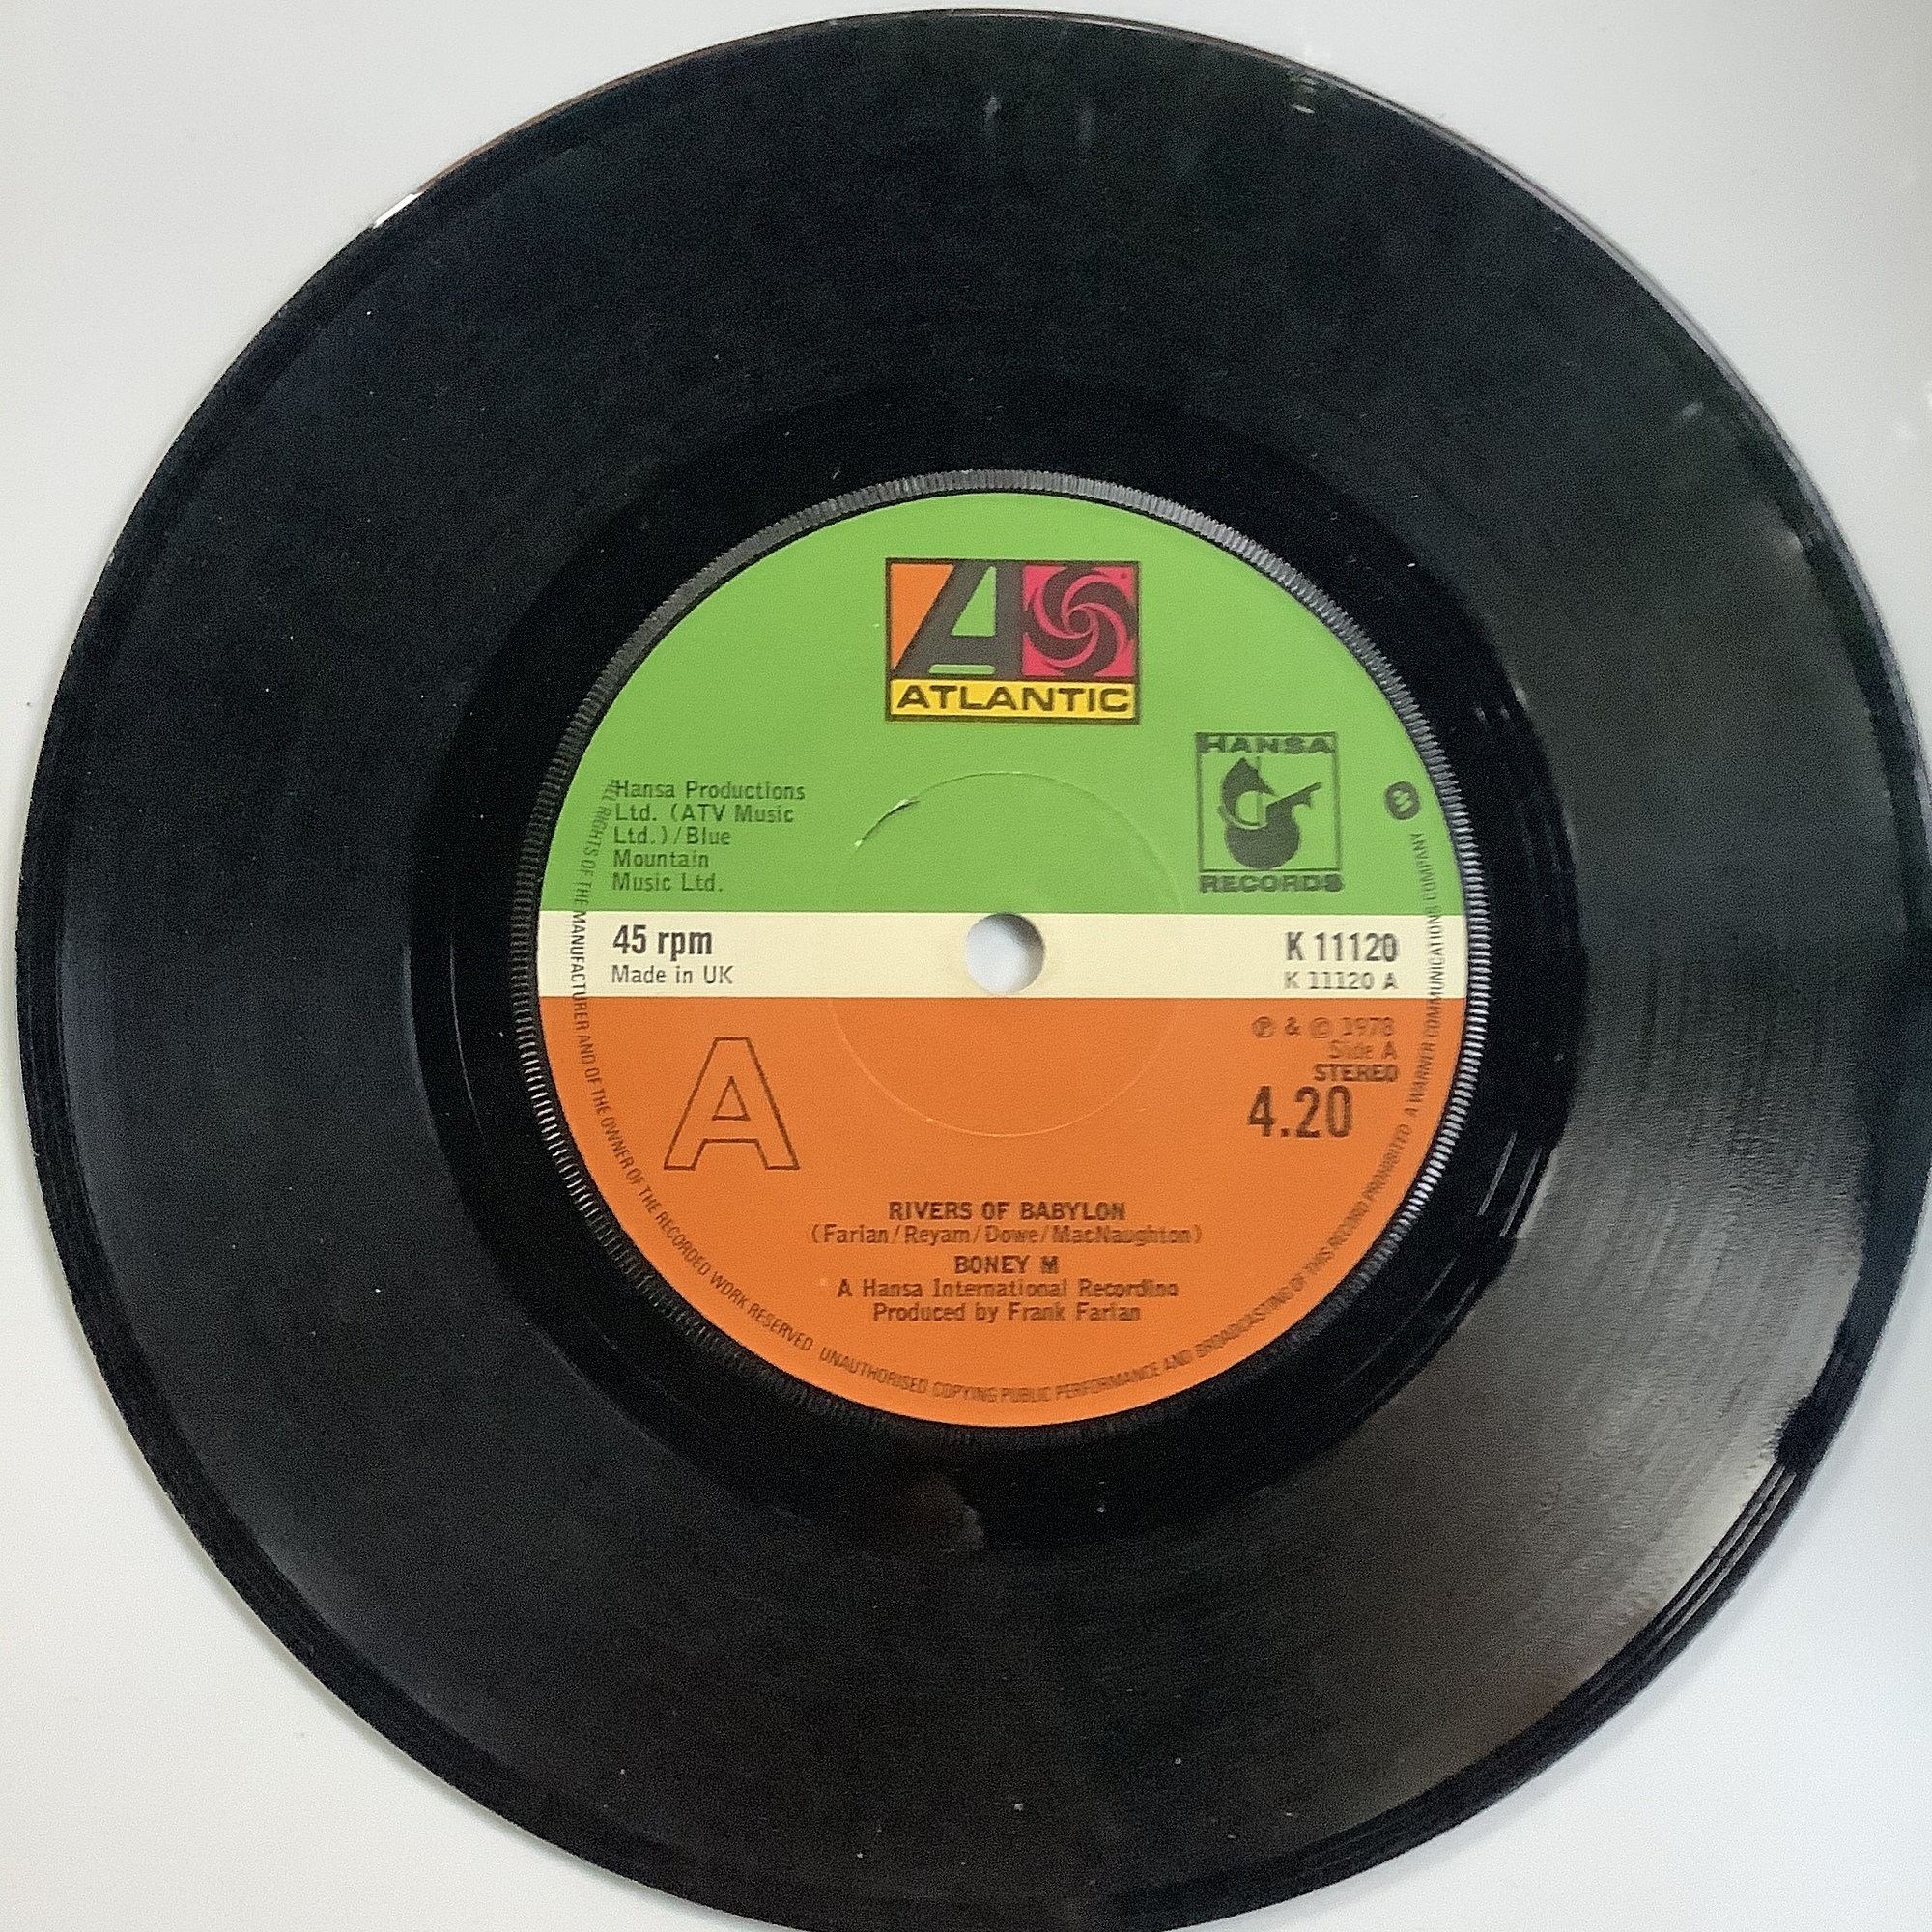 ATLANTIC
HANSA
RECORDS
Hansa Productions
Ltd. (ATV Music
Ltd.)/Blue
Mountain
Music Ltd.
45 rpm
Made in UK
K 11120
K 11120 A
℗ & © 1978
Side A
STEREO
4.20
A
RIVERS OF BABYLON
(Farian/Reyam/Dowe/MacNaughton)
BONEY M
A Hansa International Recording
Produced by Frank Farian
ALL RIGHTS OF THE MANUFACTURER AND OF THE OWNER OF THE RECORDED WORK RESERVED UNAUTHORISED COPYING PUBLIC PERFORMANCE AND BROADCASTING OF THIS RECORD PROHIBITED A WARNER COMMUNICATIONS COMPANY